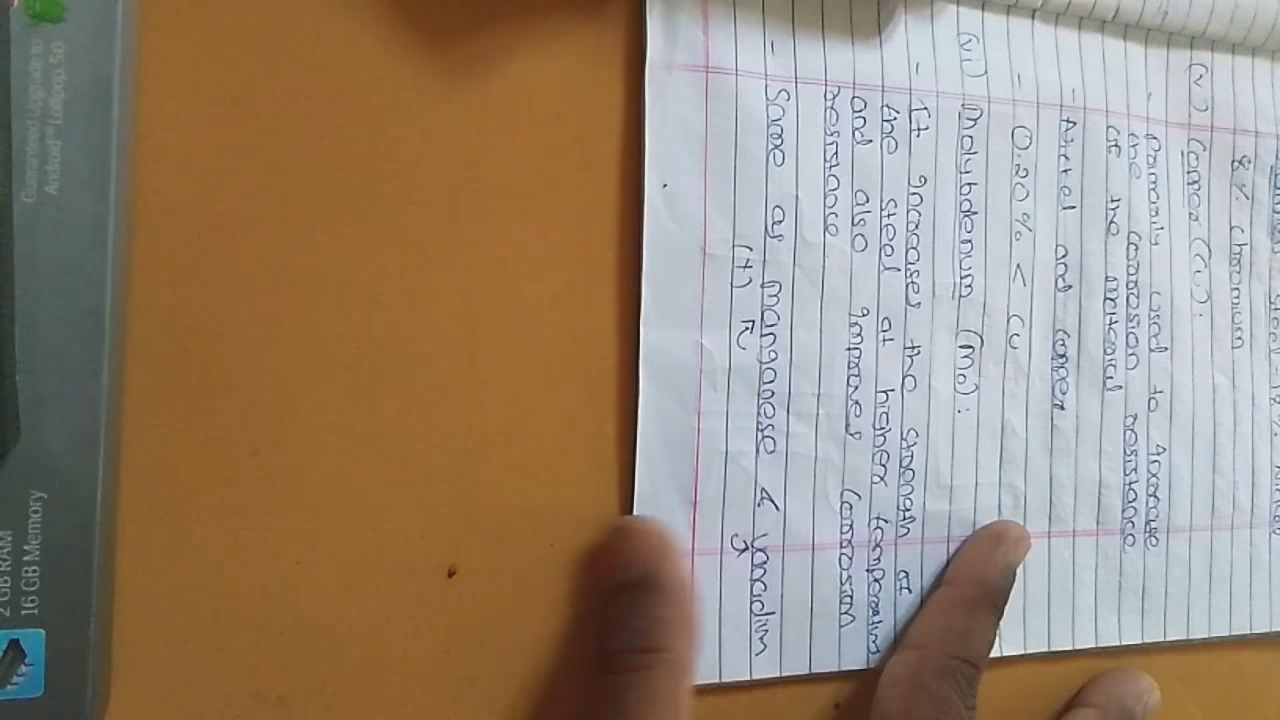 8% chromium
(v) Copper (Cu):
- Primarily used to increase
the corrosion resistance
of the material
- Nickel and copper
- 0.20% < Cu
(vi) Molybdenum (Mo):
- It increases the strength of
the steel at higher temperature
and also improves corrosion
resistance
- Same as manganese & vanadium
(+)
Guaranteed Upgrade to
Android™ Lollipop 5.0
2 GB RAM
16 GB Memory